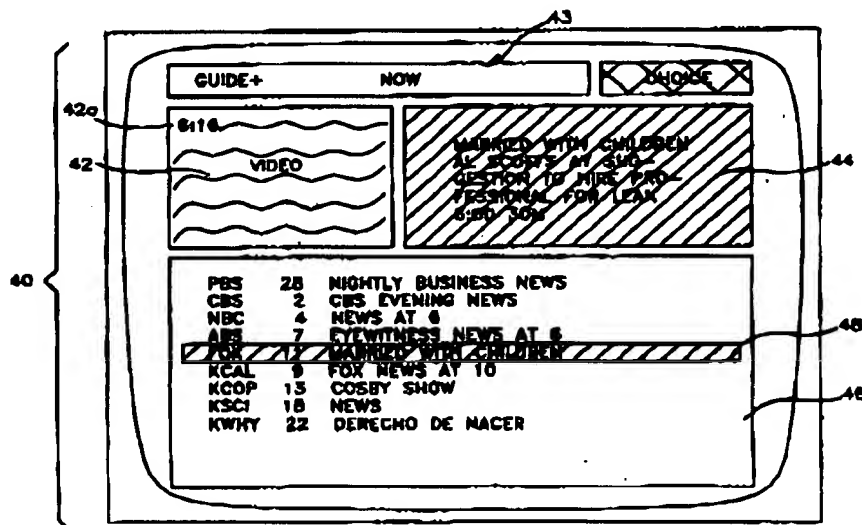 43
GUIDE+ NOW CHOICE
42a
6:16
42 VIDEO
MARRIED WITH CHILDREN
AL SCOFFS AT SUG-
GESTION TO HIRE PRO-
FESSIONAL FOR LEAK
6:00 30M
44
40
PBS 28 NIGHTLY BUSINESS NEWS
CBS 2 CBS EVENING NEWS
NBC 4 NEWS AT 6
ABS 7 EYEWITNESS NEWS AT 6
FOX 11 MARRIED WITH CHILDREN
KCAL 9 FOX NEWS AT 10
KCOP 13 COSBY SHOW
KSCI 18 NEWS
KWHY 22 DERECHO DE NACER
46